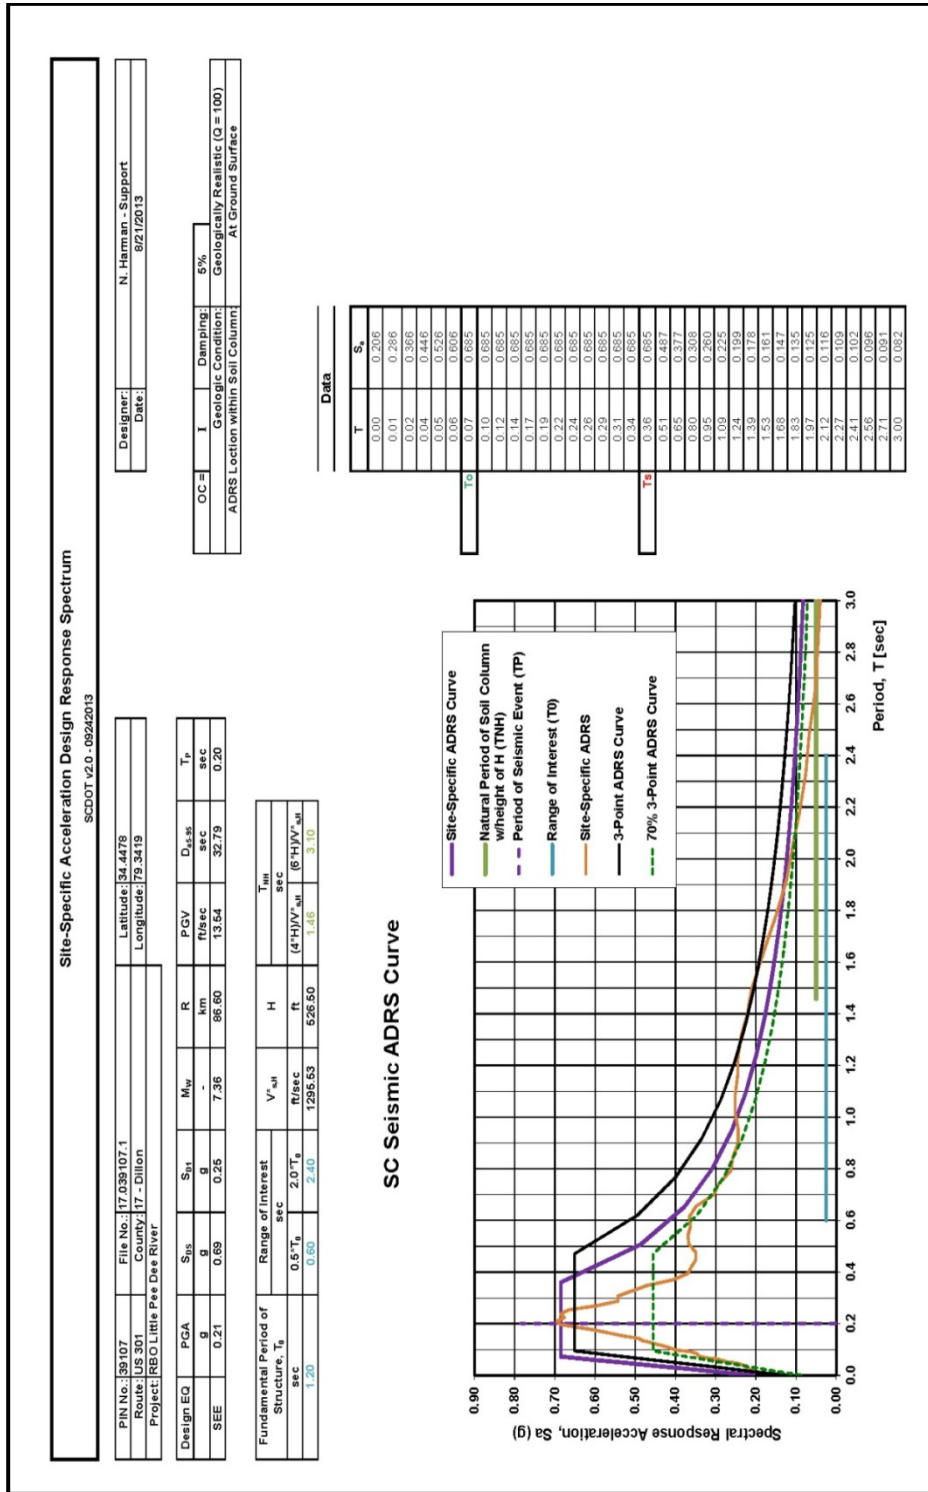 Site-Specific Acceleration Design Response Spectrum
SCDOT v2.0 - 09242013
PIN No.: 39107 File No.: 17.039107.1 Latitude: 34.4478
Route: US 301 County: 17 - Dillon Longitude: 79.3419
Project: RBO Little Pee Dee River
Designer: N. Harman - Support
Date: 8/21/2013
Design EQ PGA SDS SD1 MW R PGV Da5-95 TP
g g g - km ft/sec sec sec
SEE 0.21 0.69 0.25 7.36 86.60 13.54 32.79 0.20
OC = I Damping: 5%
Geologic Condition: Geologically Realistic (Q = 100)
ADRS Loction within Soil Column: At Ground Surface
Fundamental Period of Structure, T0 Range of Interest V*s,H H TNH
sec sec ft/sec ft sec
0.5*T0 2.0*T0 (4*H)/V*s,H (6*H)/V*s,H
1.20 0.60 2.40 1295.53 526.50 1.46 3.10
SC Seismic ADRS Curve
Spectral Response Acceleration, Sa (g)
0.90
0.80
0.70
0.60
0.50
0.40
0.30
0.20
0.10
0.00
0.0 0.2 0.4 0.6 0.8 1.0 1.2 1.4 1.6 1.8 2.0 2.2 2.4 2.6 2.8 3.0
Period, T [sec]
Site-Specific ADRS Curve
Natural Period of Soil Column
w/height of H (TNH)
Period of Seismic Event (TP)
Range of Interest (T0)
Site-Specific ADRS
3-Point ADRS Curve
70% 3-Point ADRS Curve
Data
T Sa
0.00 0.206
0.01 0.286
0.02 0.366
0.04 0.446
0.05 0.526
0.06 0.606
To 0.07 0.685
0.10 0.685
0.12 0.685
0.14 0.685
0.17 0.685
0.19 0.685
0.22 0.685
0.24 0.685
0.26 0.685
0.29 0.685
0.31 0.685
0.34 0.685
Ts 0.36 0.685
0.51 0.487
0.65 0.377
0.80 0.308
0.95 0.260
1.09 0.225
1.24 0.199
1.39 0.178
1.53 0.161
1.68 0.147
1.83 0.135
1.97 0.125
2.12 0.116
2.27 0.109
2.41 0.102
2.56 0.096
2.71 0.091
3.00 0.082